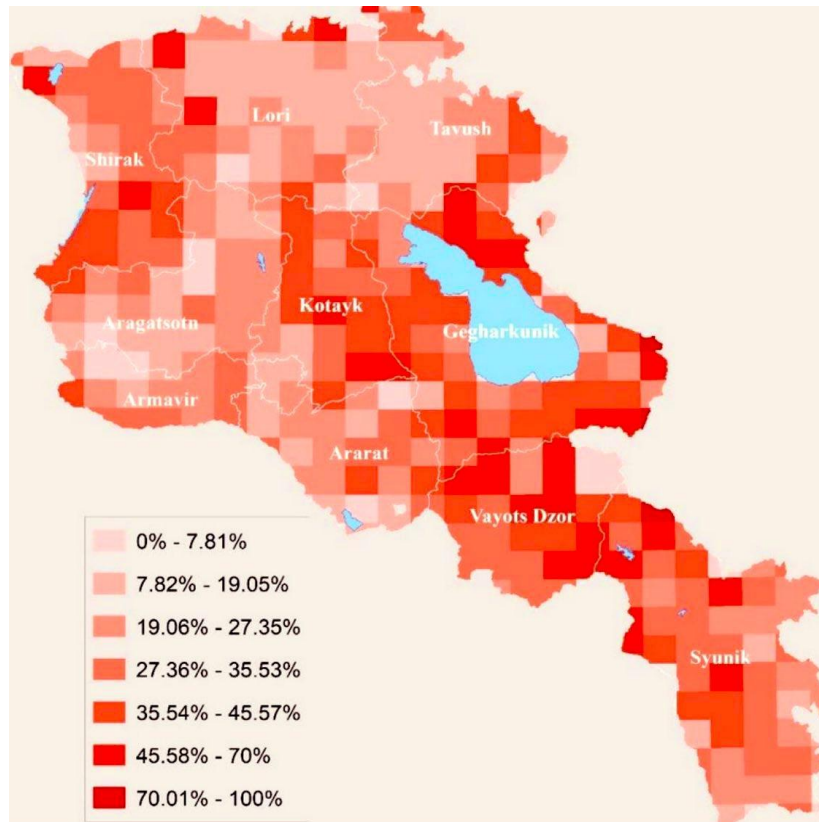 Lori
Tavush
Shirak
Kotayk
Aragatsotn
Gegharkunik
Armavir
Ararat
Vayots Dzor
Syunik
0% - 7.81%
7.82% - 19.05%
19.06% - 27.35%
27.36% - 35.53%
35.54% - 45.57%
45.58% - 70%
70.01% - 100%